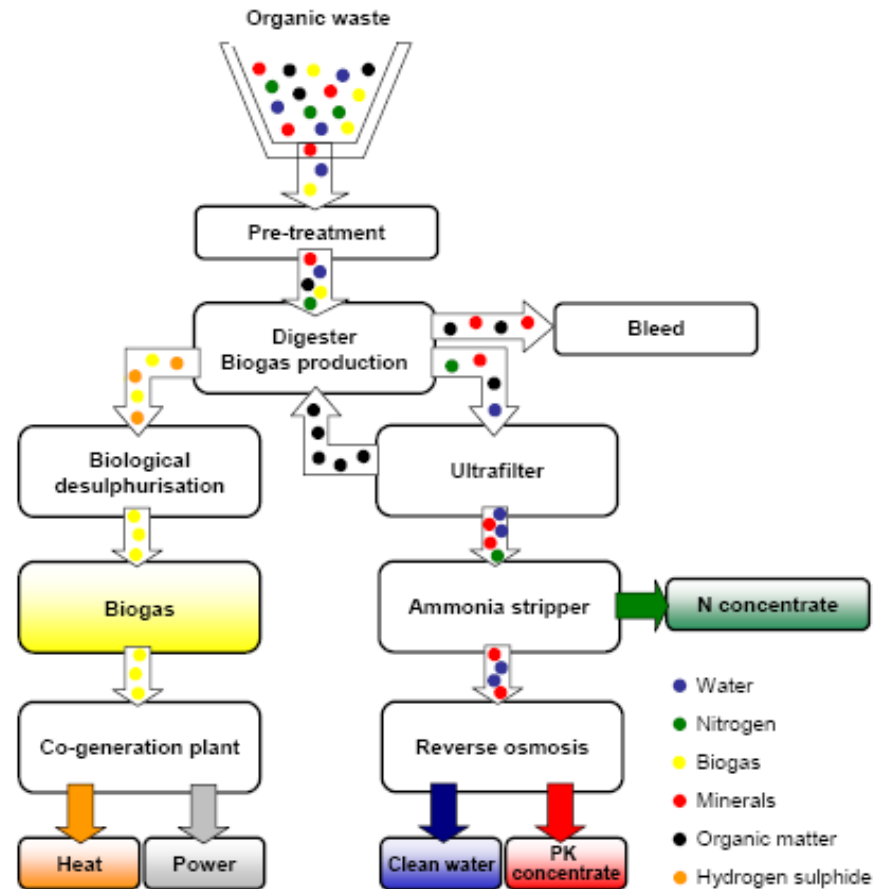 Organic waste
Pre-treatment
Digester
Biogas production
Bleed
Biological
desulphurisation
Ultrafilter
Biogas
Ammonia stripper
N concentrate
Co-generation plant
Reverse osmosis
Heat
Power
Clean water
PK
concentrate
Water
Nitrogen
Biogas
Minerals
Organic matter
Hydrogen sulphide